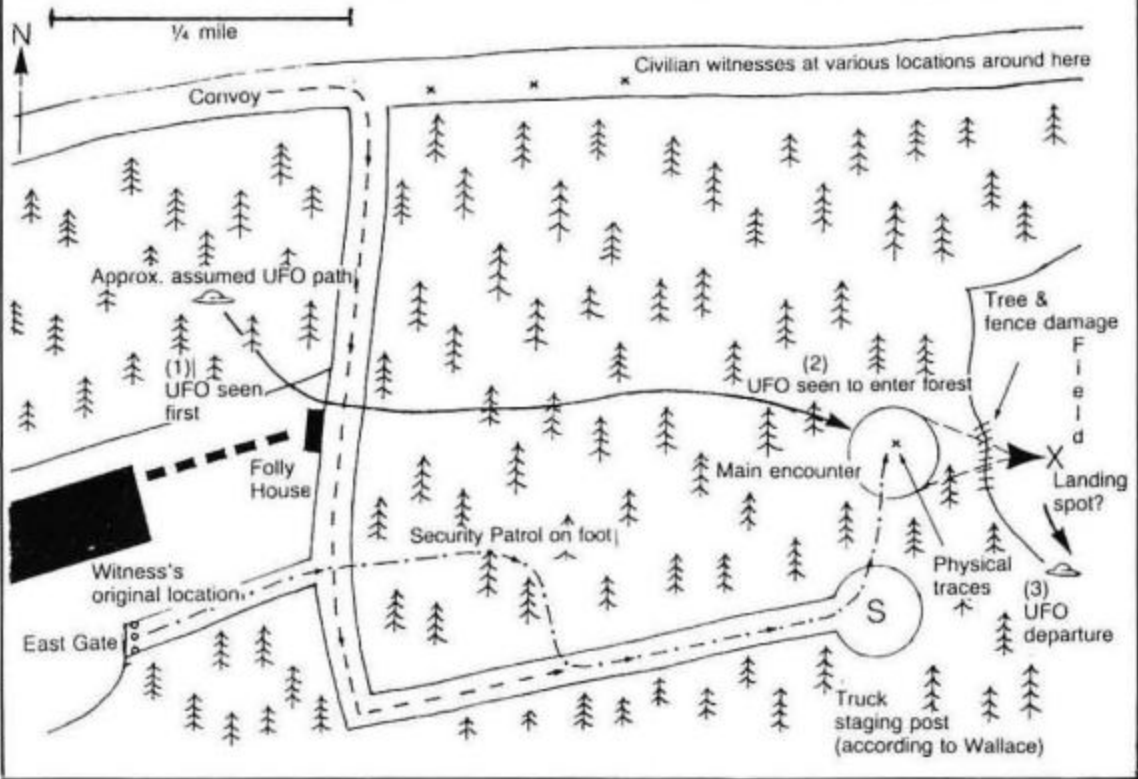 N
¼ mile
Convoy
Civilian witnesses at various locations around here
Approx. assumed UFO path
Tree &
fence damage
Field
(1)
UFO seen
first
(2)
UFO seen to enter forest
Folly
House
Main encounter
Landing
spot?
Security Patrol on foot
Witness's
original location
Physical
traces
East Gate
S
(3)
UFO
departure
Truck
staging post
(according to Wallace)